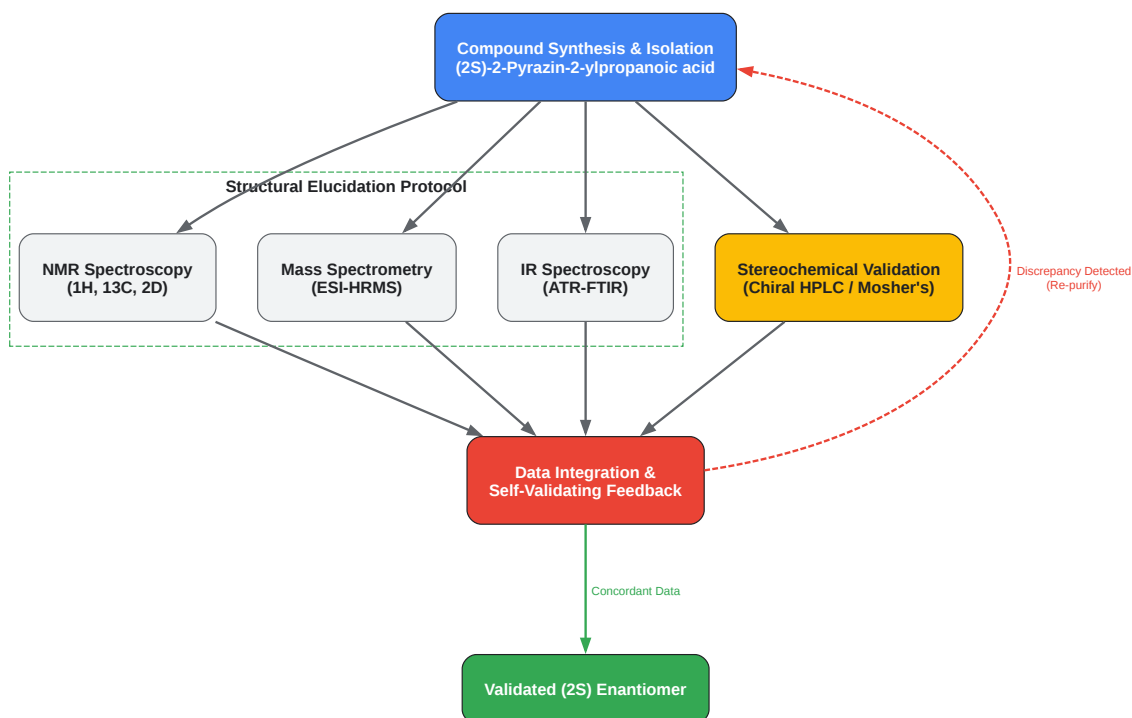 Compound Synthesis & Isolation
(2S)-2-Pyrazin-2-ylpropanoic acid
Structural Elucidation Protocol
NMR Spectroscopy
(1H, 13C, 2D)
Mass Spectrometry
(ESI-HRMS)
IR Spectroscopy
(ATR-FTIR)
Stereochemical Validation
(Chiral HPLC / Mosher's)
Discrepancy Detected
(Re-purify)
Data Integration &
Self-Validating Feedback
Concordant Data
Validated (2S) Enantiomer